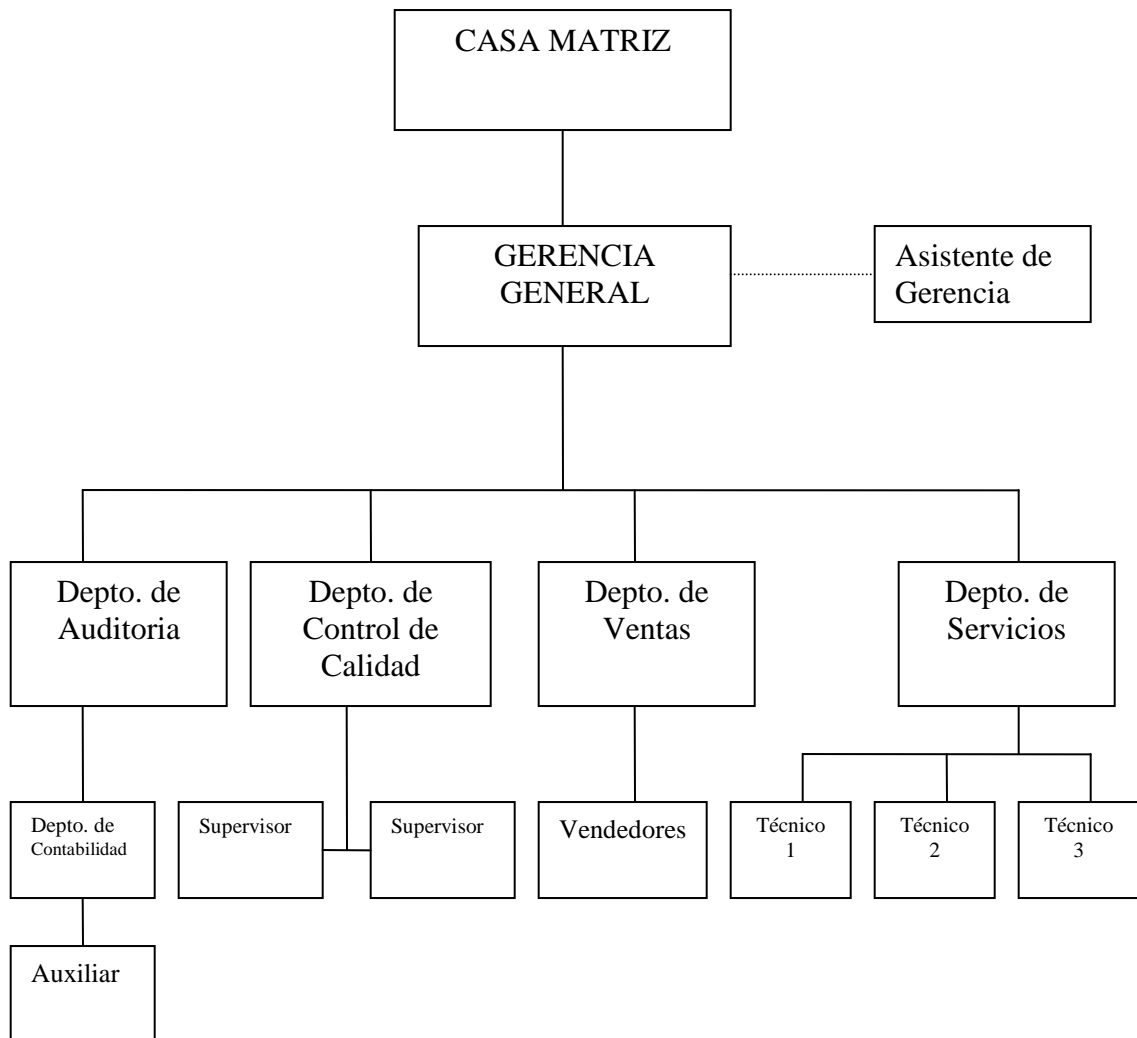 CASA MATRIZ
GERENCIA
GENERAL
Asistente de
Gerencia
Depto. de
Auditoria
Depto. de
Control de
Calidad
Depto. de
Ventas
Depto. de
Servicios
Depto. de
Contabilidad
Supervisor
Supervisor
Vendedores
Técnico
1
Técnico
2
Técnico
3
Auxiliar